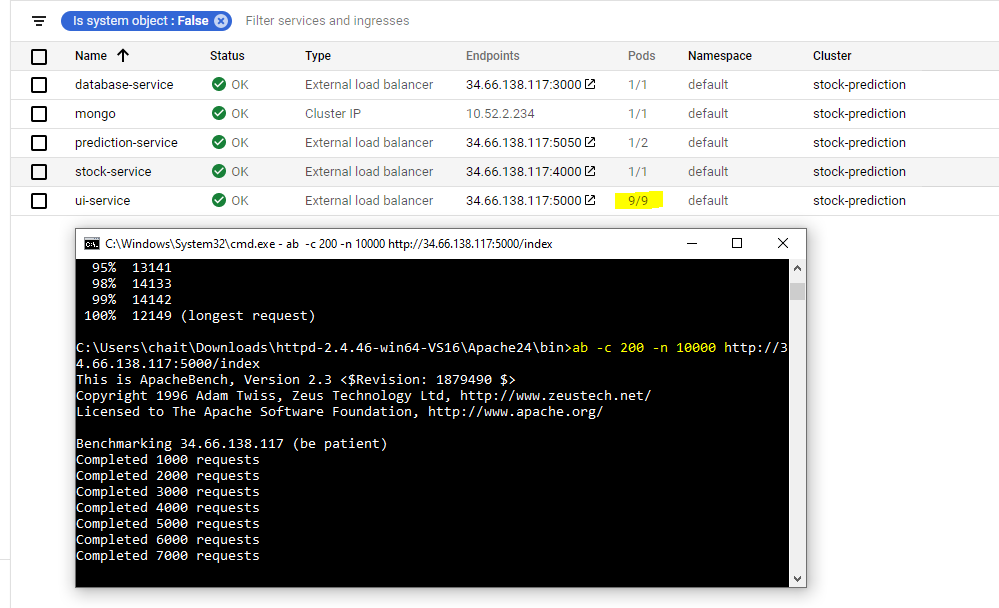 Is system object : False Filter services and ingresses
Name Status Type Endpoints Pods Namespace Cluster
database-service OK External load balancer 34.66.138.117:3000 1/1 default stock-prediction
mongo OK Cluster IP 10.52.2.234 1/1 default stock-prediction
prediction-service OK External load balancer 34.66.138.117:5050 1/2 default stock-prediction
stock-service OK External load balancer 34.66.138.117:4000 1/1 default stock-prediction
ui-service OK External load balancer 34.66.138.117:5000 9/9 default stock-prediction
C:\Windows\System32\cmd.exe - ab -c 200 -n 10000 http://34.66.138.117:5000/index
95% 13141
98% 14133
99% 14142
100% 12149 (longest request)
C:\Users\chait\Downloads\httpd-2.4.46-win64-VS16\Apache24\bin>ab -c 200 -n 10000 http://3
4.66.138.117:5000/index
This is ApacheBench, Version 2.3 <$Revision: 1879490 $>
Copyright 1996 Adam Twiss, Zeus Technology Ltd, http://www.zeustech.net/
Licensed to The Apache Software Foundation, http://www.apache.org/
Benchmarking 34.66.138.117 (be patient)
Completed 1000 requests
Completed 2000 requests
Completed 3000 requests
Completed 4000 requests
Completed 5000 requests
Completed 6000 requests
Completed 7000 requests